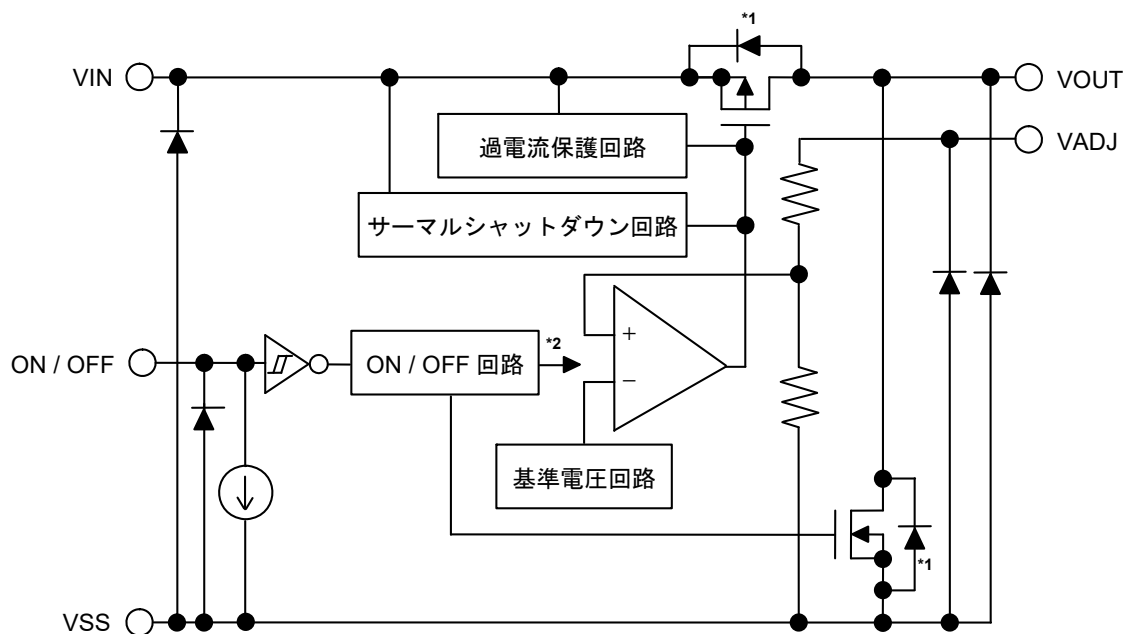 *1
VIN
VOUT
過電流保護回路
VADJ
サーマルシャットダウン回路
+
*2
ON / OFF
ON / OFF 回路
−
基準電圧回路
*1
VSS